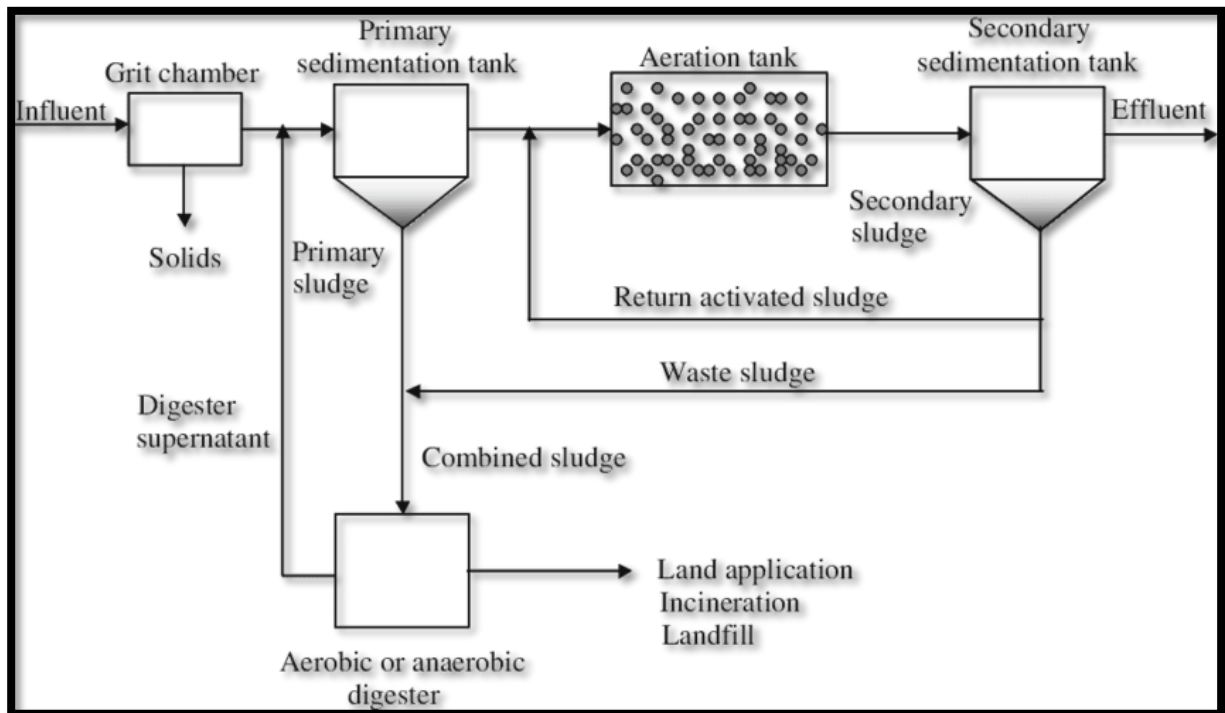 Primary
sedimentation tank
Secondary
sedimentation tank
Aeration tank
Grit chamber
Influent
Effluent
Solids
Primary
sludge
Secondary
sludge
Return activated sludge
Waste sludge
Digester
supernatant
Combined sludge
Land application
Incineration
Landfill
Aerobic or anaerobic
digester